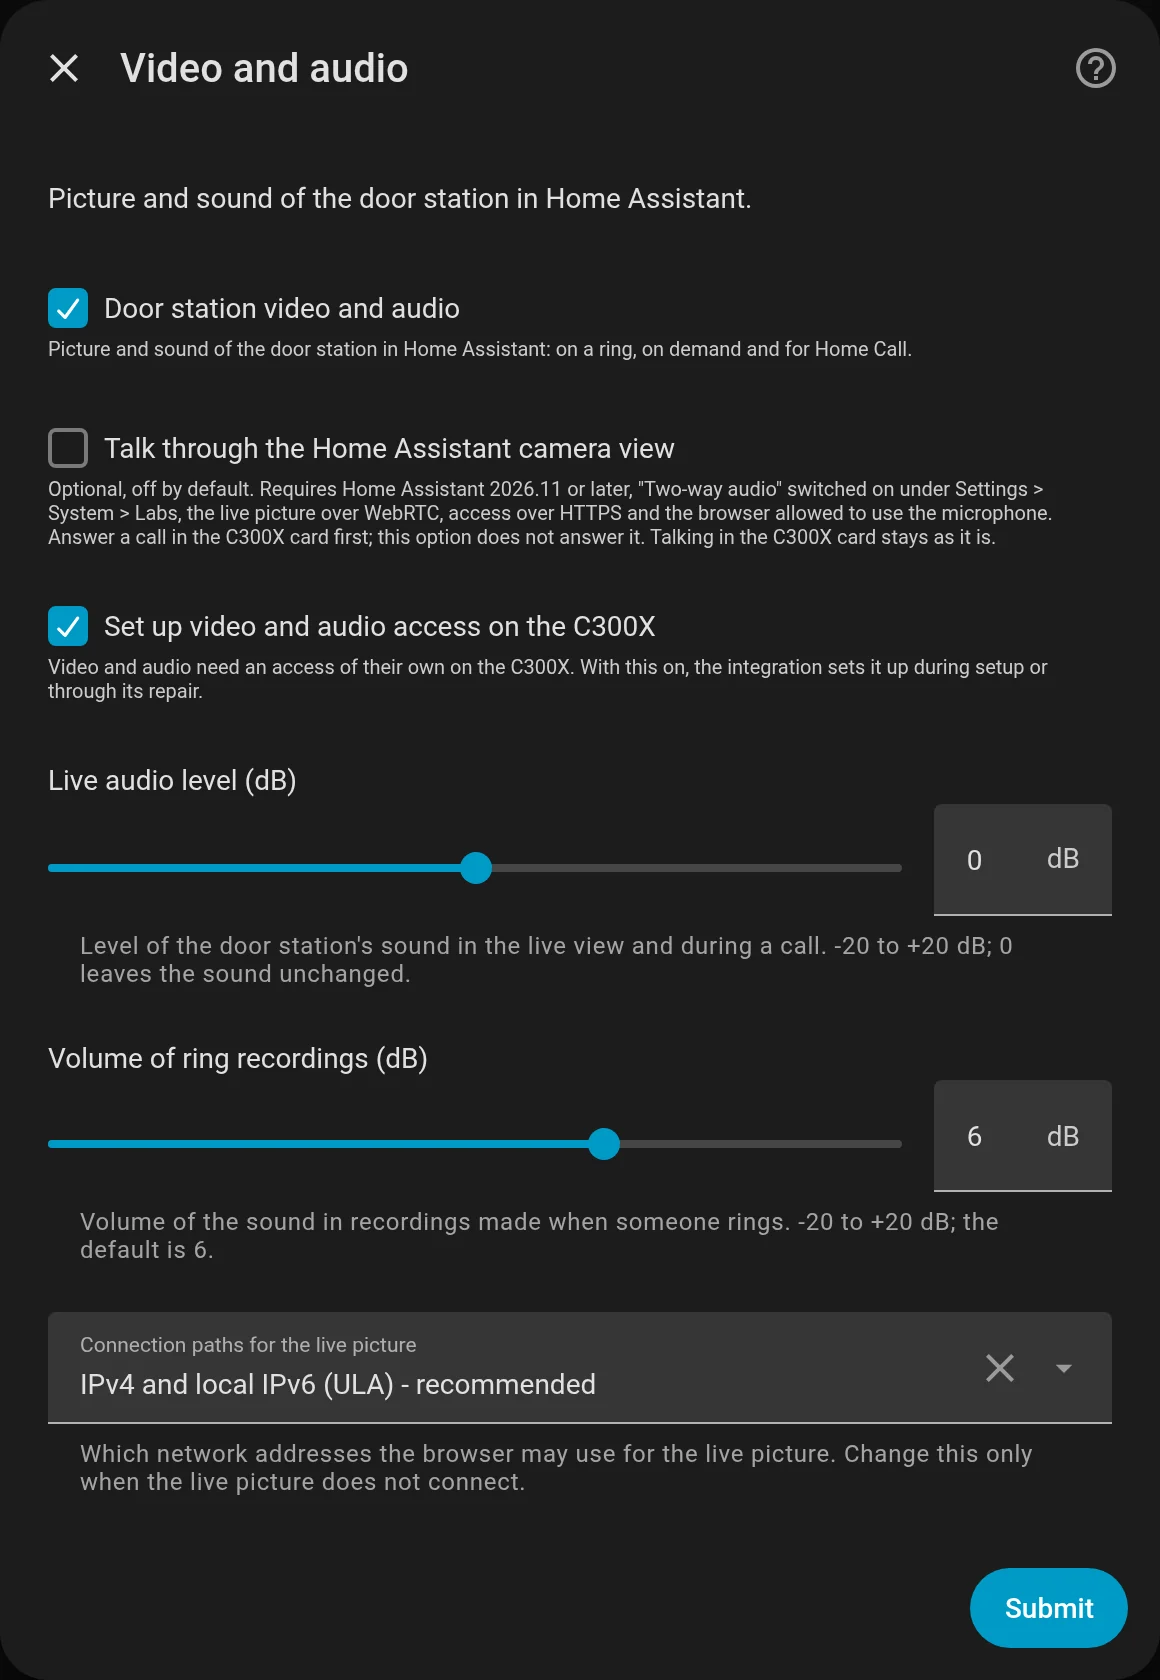 Video and audio
Picture and sound of the door station in Home Assistant.
Door station video and audio
Picture and sound of the door station in Home Assistant: on a ring, on demand and for Home Call.
Talk through the Home Assistant camera view
Optional, off by default. Requires Home Assistant 2026.11 or later, "Two-way audio" switched on under Settings >
System > Labs, the live picture over WebRTC, access over HTTPS and the browser allowed to use the microphone.
Answer a call in the C300X card first; this option does not answer it. Talking in the C300X card stays as it is.
Set up video and audio access on the C300X
Video and audio need an access of their own on the C300X. With this on, the integration sets it up during setup or
through its repair.
Live audio level (dB)
0 dB
Level of the door station's sound in the live view and during a call. -20 to +20 dB; 0
leaves the sound unchanged.
Volume of ring recordings (dB)
6 dB
Volume of the sound in recordings made when someone rings. -20 to +20 dB; the
default is 6.
Connection paths for the live picture
IPv4 and local IPv6 (ULA) - recommended
Which network addresses the browser may use for the live picture. Change this only
when the live picture does not connect.
Submit